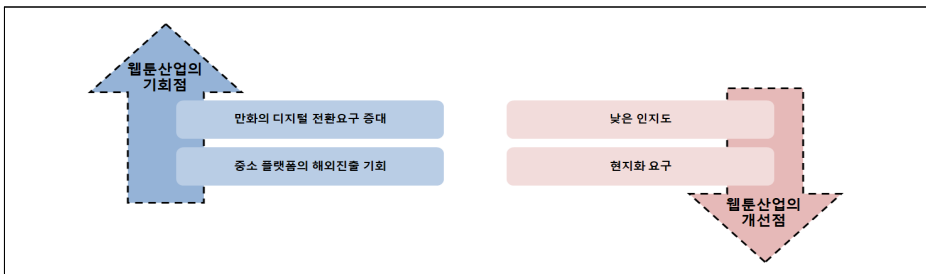 웹툰산업의
기회점
만화의 디지털 전환요구 증대
중소 플랫폼의 해외진출 기회
낮은 인지도
현지화 요구
웹툰산업의
개선점